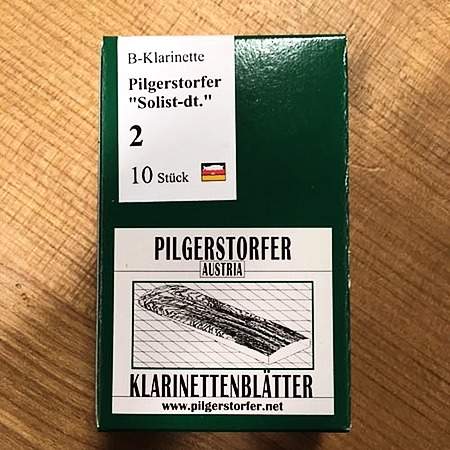 B-Klarinette
Pilgerstorfer
"Solist-dt."
2
10 Stück
PILGERSTORFER
AUSTRIA
KLARINETTENBLÄTTER
www.pilgerstorfer.net